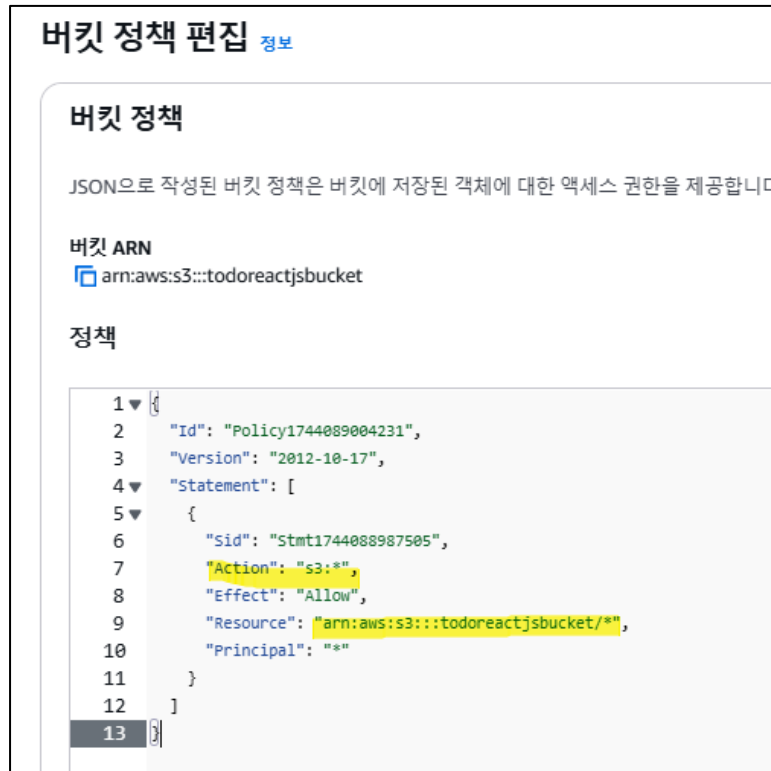 버킷 정책 편집 정보
버킷 정책
JSON으로 작성된 버킷 정책은 버킷에 저장된 객체에 대한 액세스 권한을 제공합니다
버킷 ARN
arn:aws:s3:::todoreactjsbucket
정책
1 {
2 "Id": "Policy1744089004231",
3 "Version": "2012-10-17",
4 "Statement": [
5 {
6 "Sid": "Stmt1744088987505",
7 "Action": "s3:*",
8 "Effect": "Allow",
9 "Resource": "arn:aws:s3:::todoreactjsbucket/*",
10 "Principal": "*"
11 }
12 ]
13 }